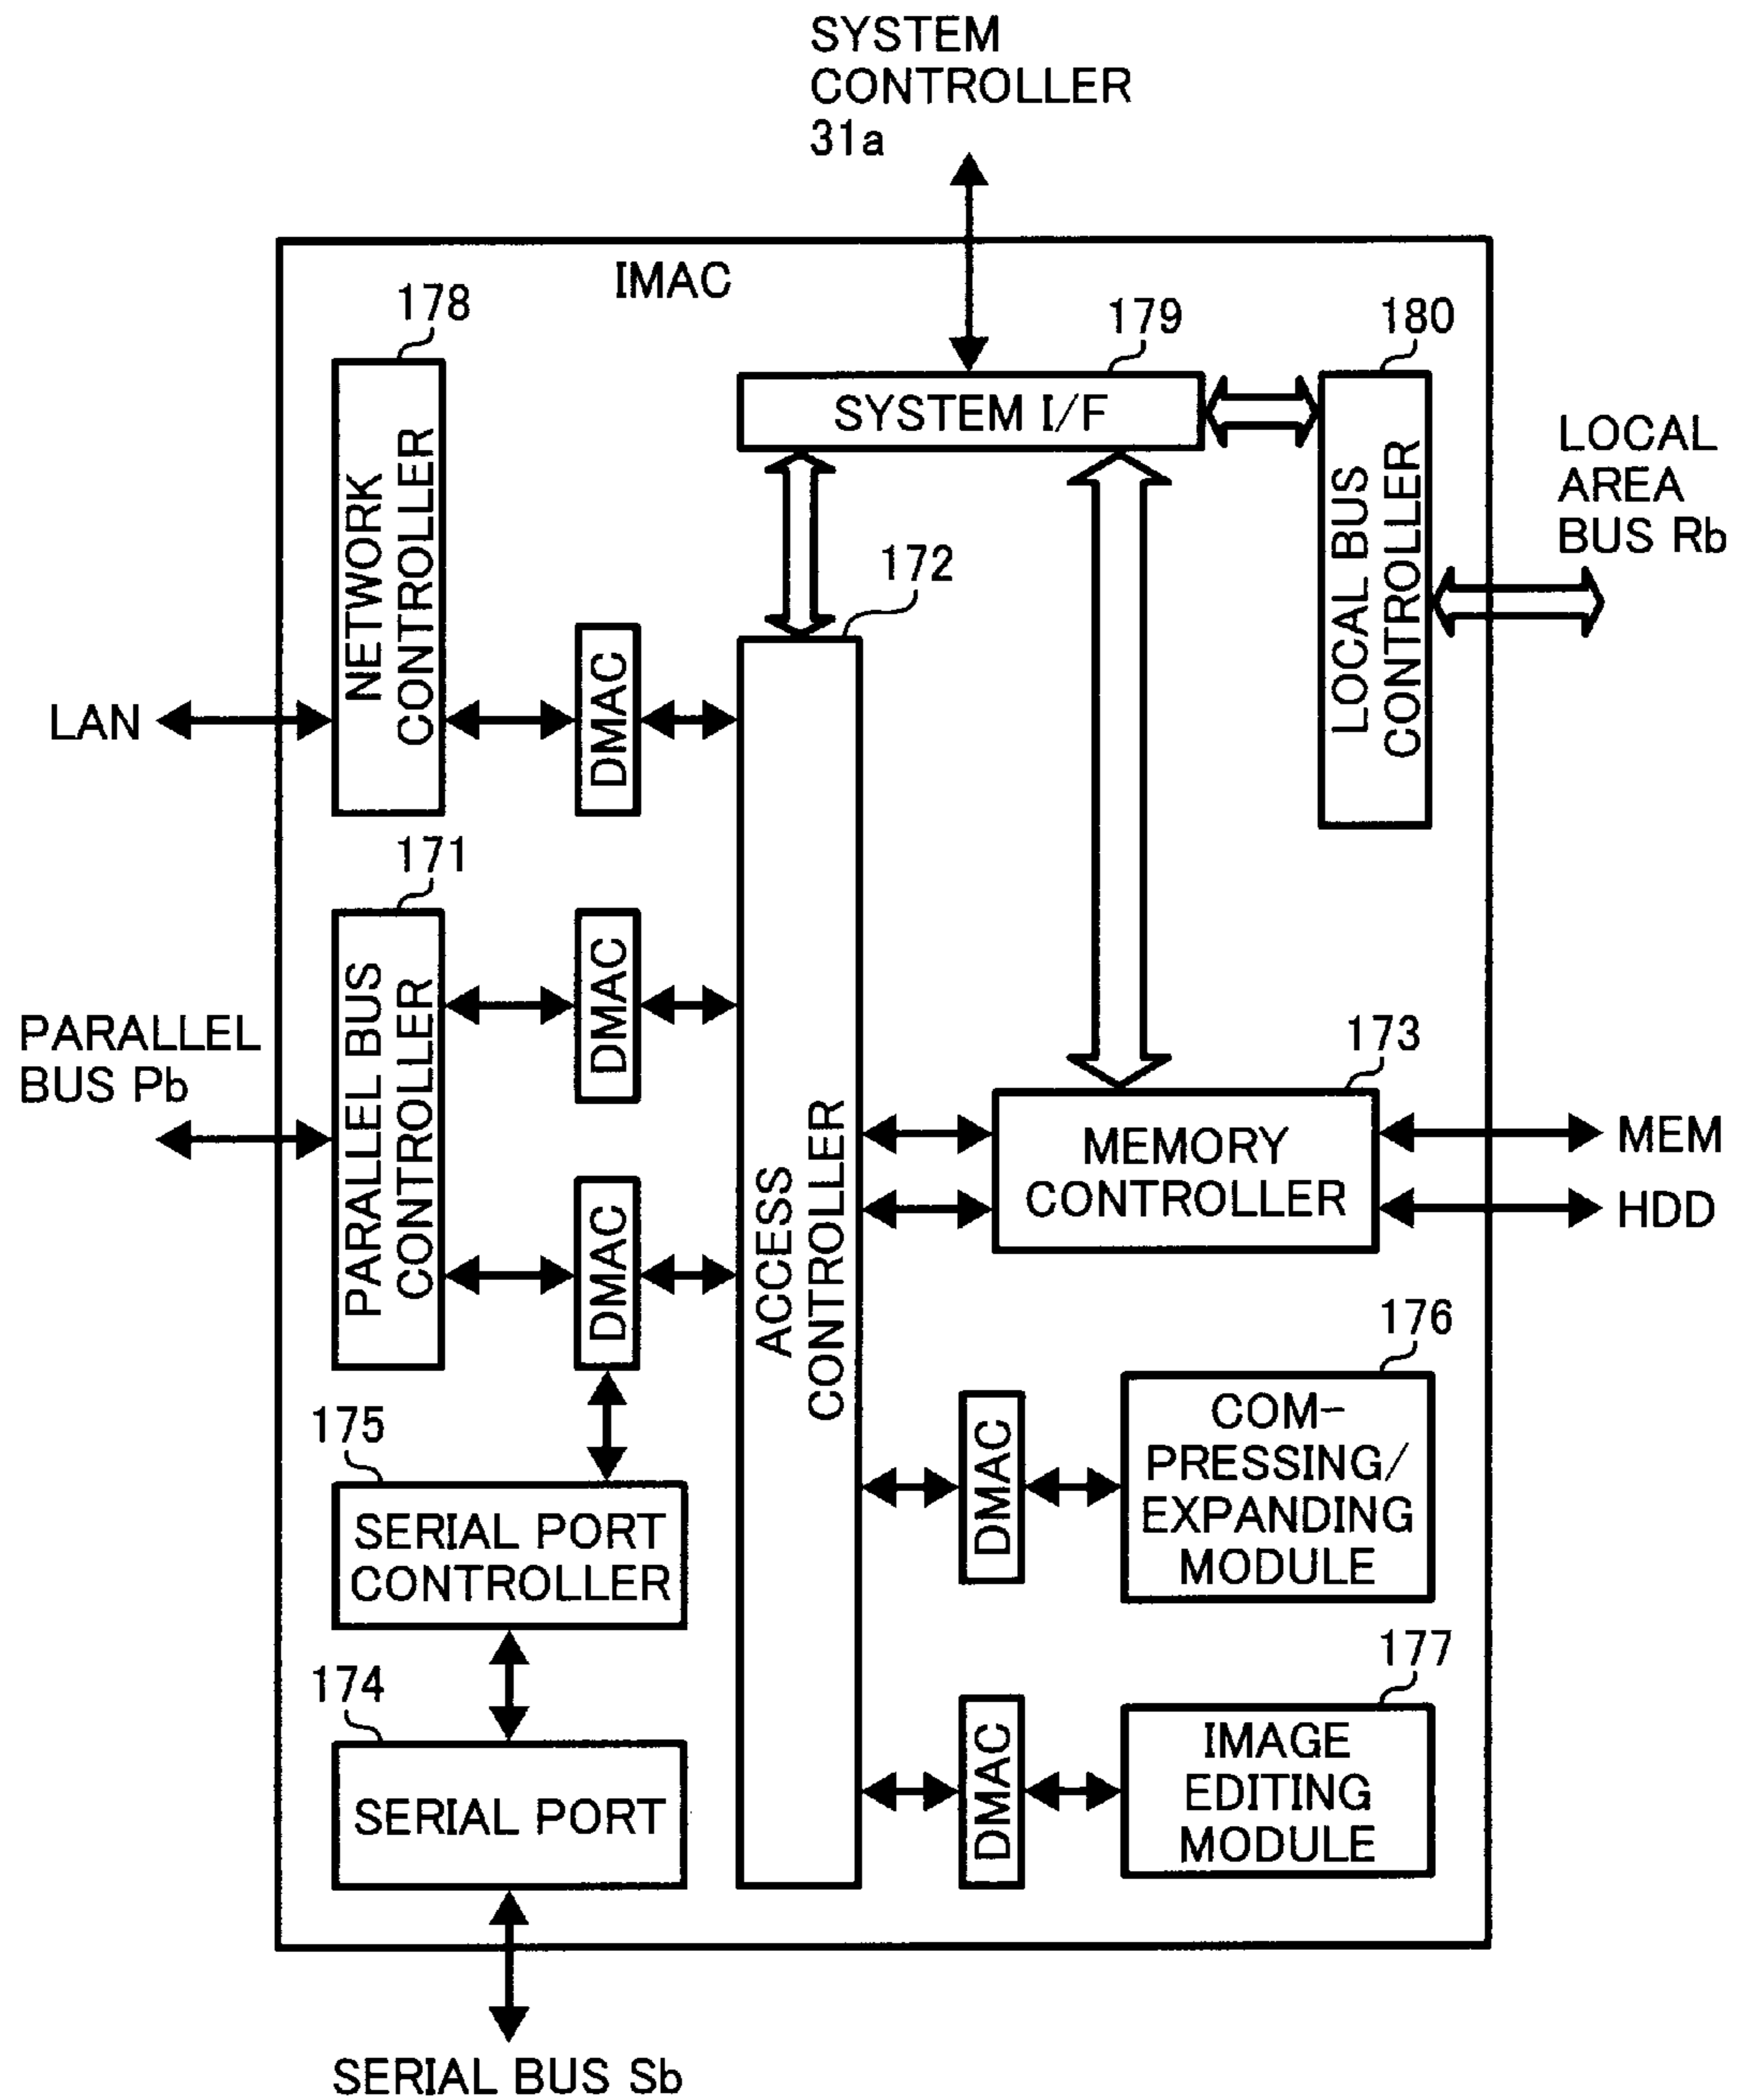 SYSTEM
CONTROLLER
31a
IMAC
178
179
180
SYSTEM I/F
NETWORK
CONTROLLER
LOCAL BUS
CONTROLLER
LOCAL
AREA
BUS Rb
172
DMAC
LAN
171
PARALLEL BUS
CONTROLLER
DMAC
PARALLEL
BUS Pb
173
ACCESS
CONTROLLER
MEMORY
CONTROLLER
MEM
HDD
DMAC
176
175
COM-
PRESSING/
EXPANDING
MODULE
DMAC
SERIAL PORT
CONTROLLER
177
174
DMAC
IMAGE
EDITING
MODULE
SERIAL PORT
SERIAL BUS Sb